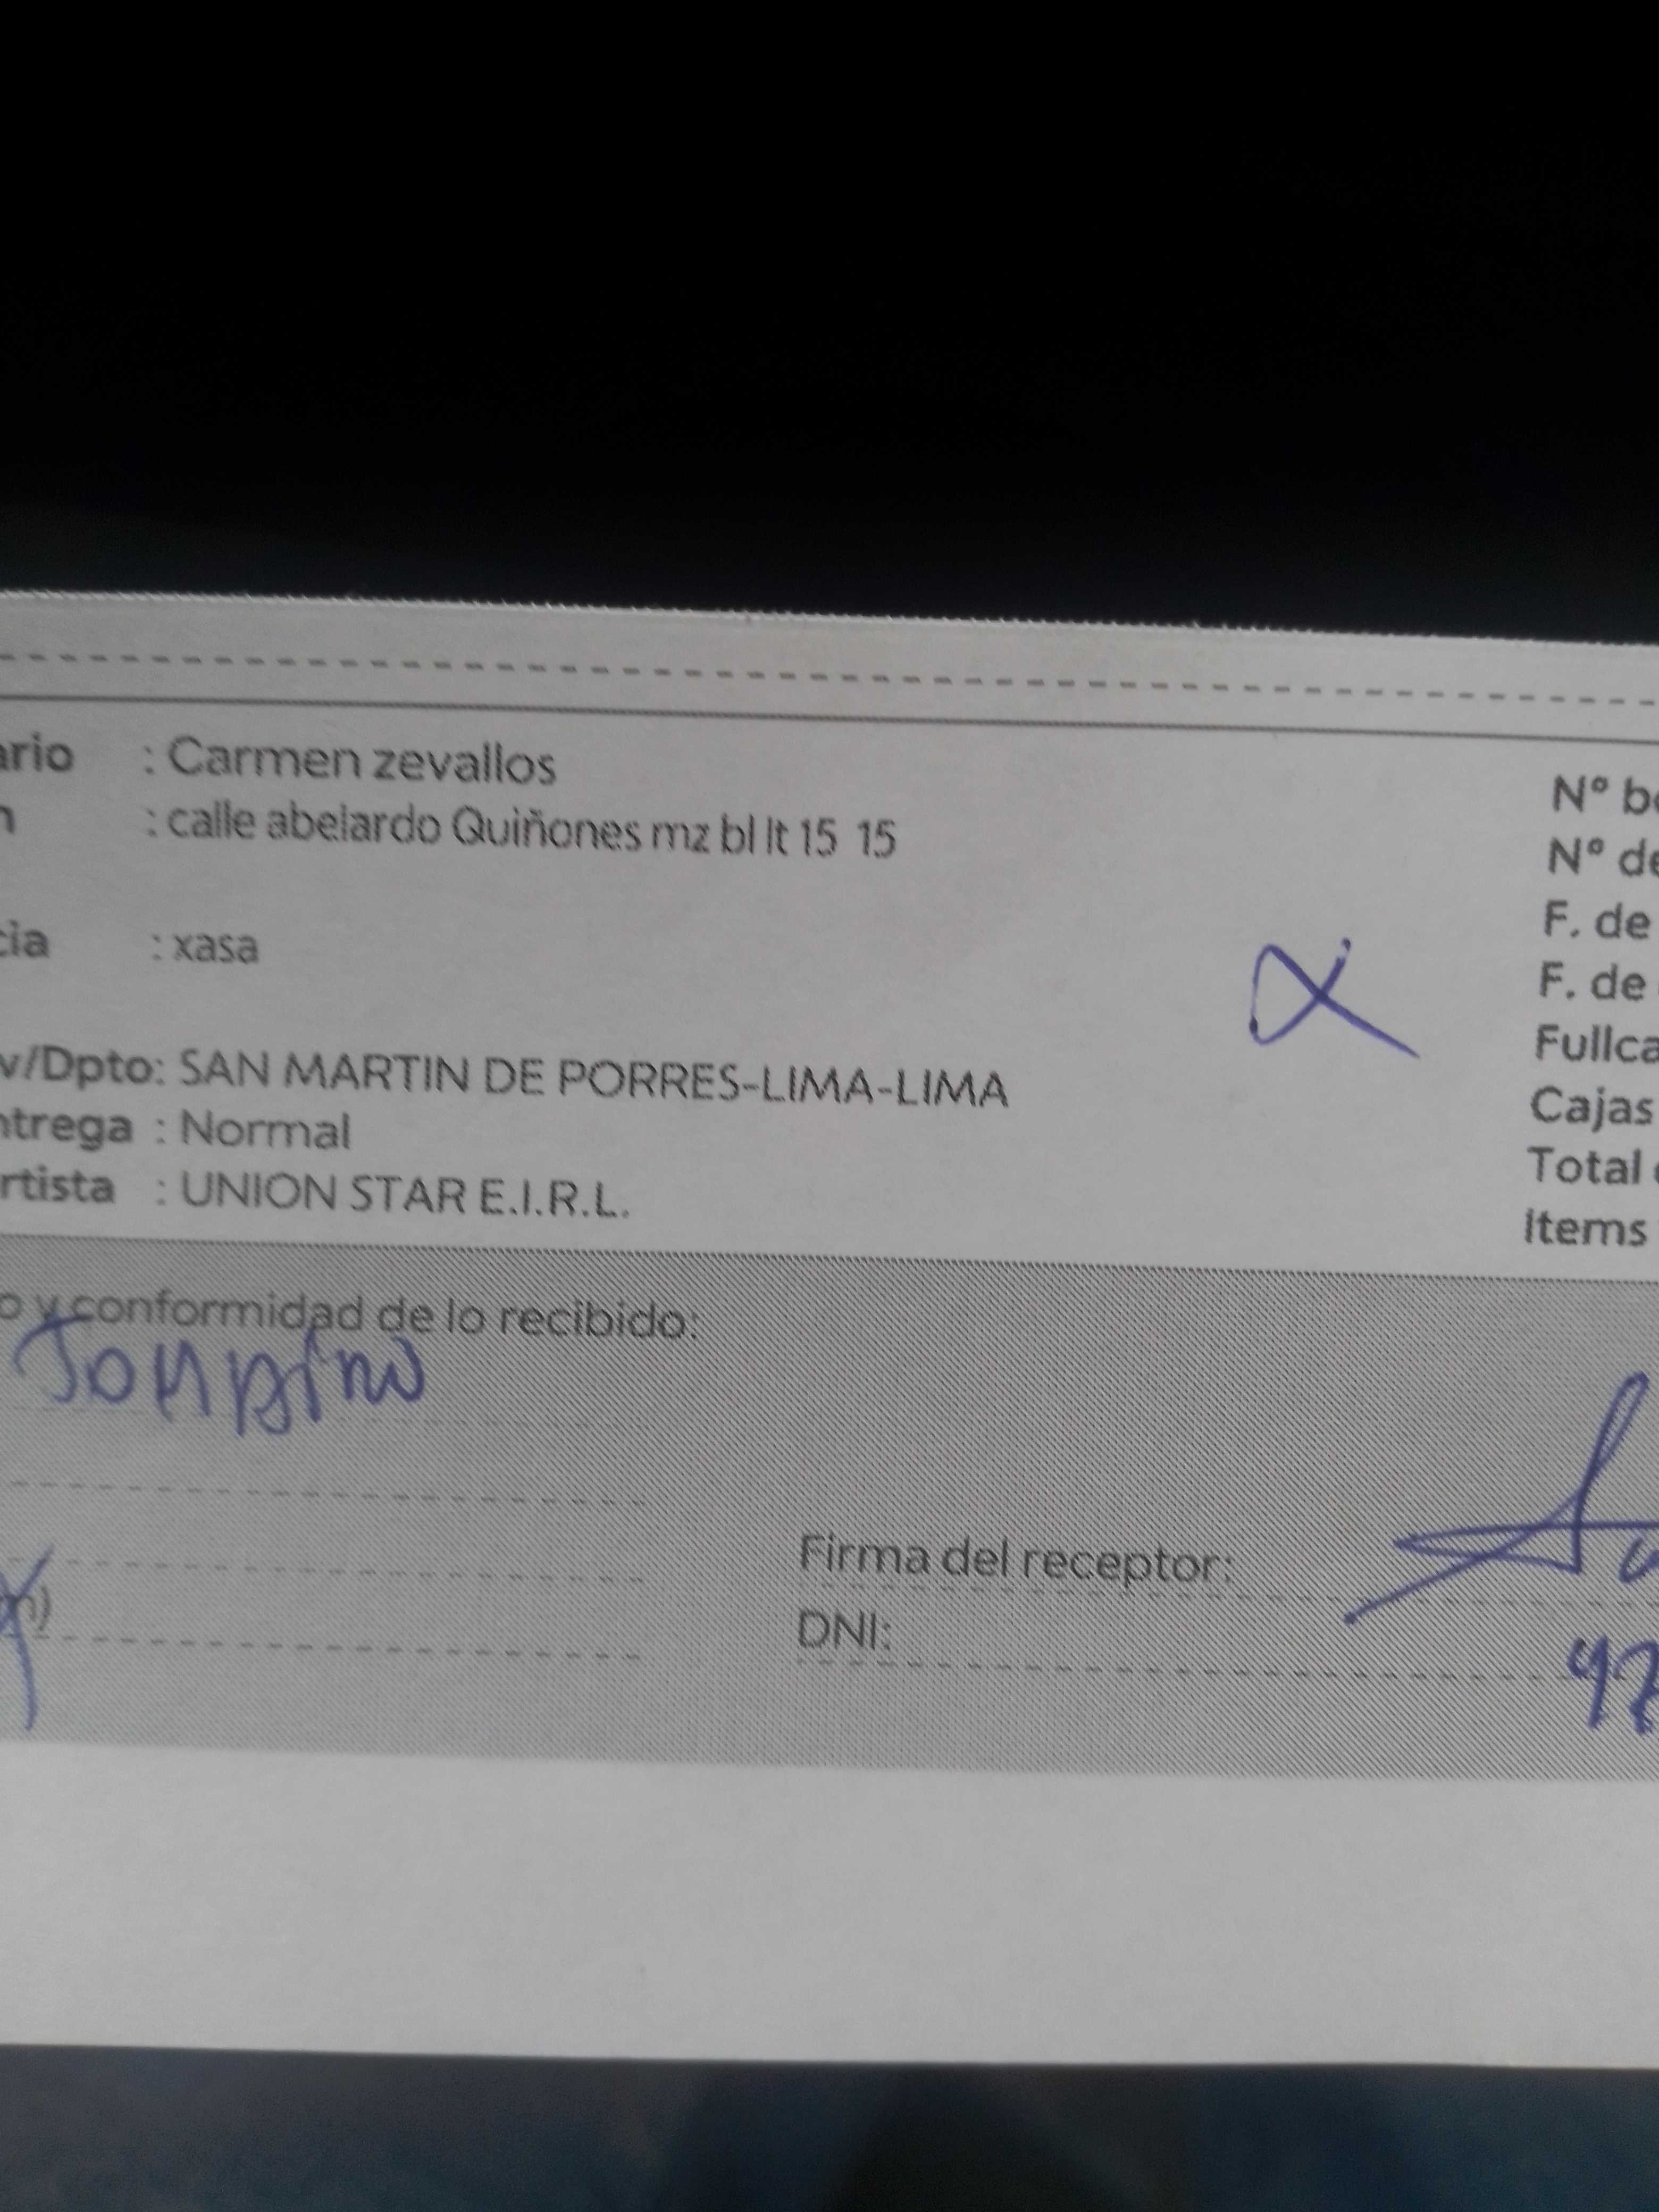 ario : Carmen zevallos
n : calle abelardo Quiñones mz bl lt 15 15
cia : xasa
v/Dpto: SAN MARTIN DE PORRES-LIMA-LIMA
ntrega : Normal
rtista : UNION STAR E.I.R.L.
Nº b
Nº de
F. de
F. de
Fullca
Cajas
Total
Items
o y conformidad de lo recibido:
Firma del receptor:
DNI: